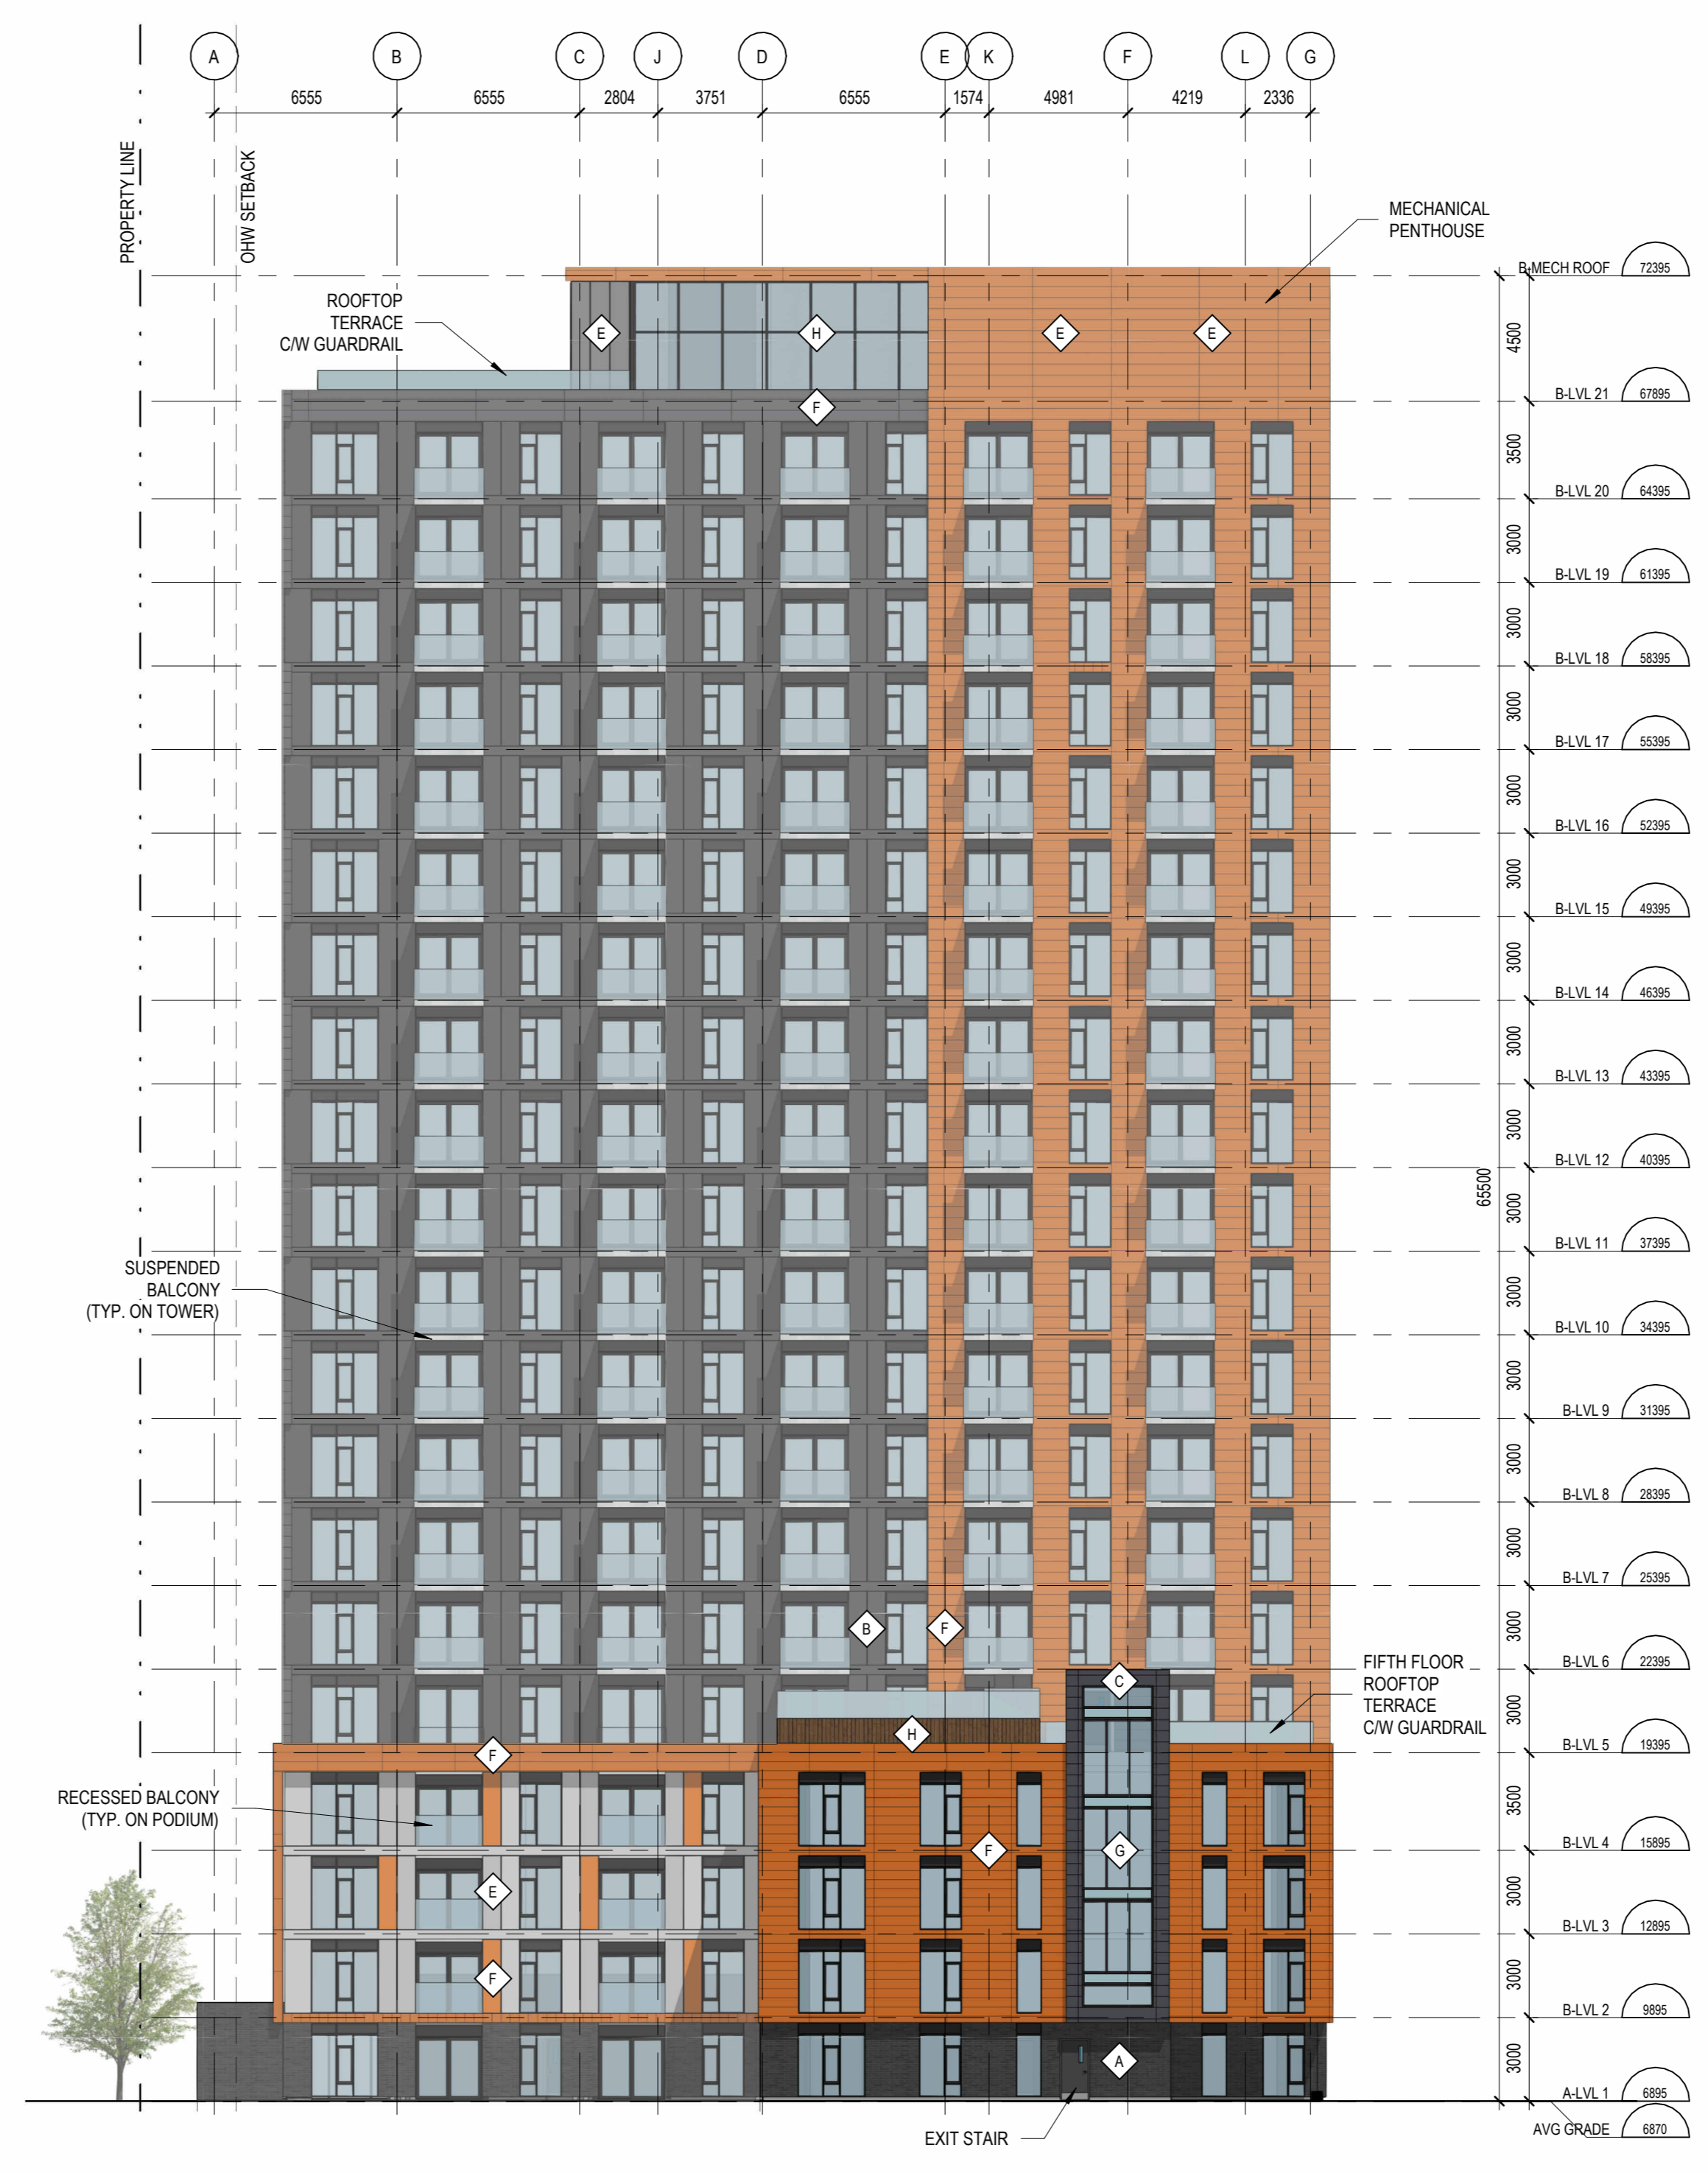 A B C J D E K F L G
6555 6555 2804 3751 6555 1574 4981 4219 2336
PROPERTY LINE
OHW SETBACK
MECHANICAL
PENTHOUSE
B-MECH ROOF 72395
ROOFTOP
TERRACE
C/W GUARDRAIL
E H E E
4500
B-LVL 21 67895
F
3500
B-LVL 20 64395
3000
B-LVL 19 61395
3000
B-LVL 18 58395
3000
B-LVL 17 55395
3000
B-LVL 16 52395
3000
B-LVL 15 49395
3000
B-LVL 14 46395
3000
B-LVL 13 43395
3000
B-LVL 12 40395
65500
3000
B-LVL 11 37395
SUSPENDED
BALCONY
(TYP. ON TOWER)
3000
B-LVL 10 34395
3000
B-LVL 9 31395
3000
B-LVL 8 28395
3000
B-LVL 7 25395
B F
3000
B-LVL 6 22395
FIFTH FLOOR
ROOFTOP
TERRACE
C/W GUARDRAIL
C
H
3000
B-LVL 5 19395
F
RECESSED BALCONY
(TYP. ON PODIUM)
3500
F G
B-LVL 4 15895
E
3000
B-LVL 3 12895
F
3000
B-LVL 2 9895
A
3000
A-LVL 1 6895
AVG GRADE 6870
EXIT STAIR